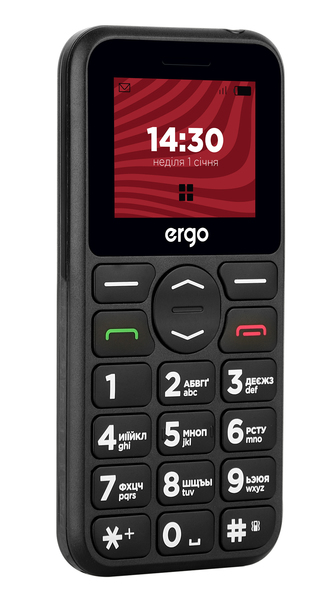 14:30
неділя 1 січня
ergo
1
2 АБВГҐ
abc
3 ДЕЄЖЗ
def
4 ИІЇЙКЛ
ghi
5 МНОП
jkl
6 РСТУ
mno
7 ФХЦЧ
pqrs
8 ШЩЪЫ
tuv
9 ЬЭЮЯ
wxyz
*+
0
#